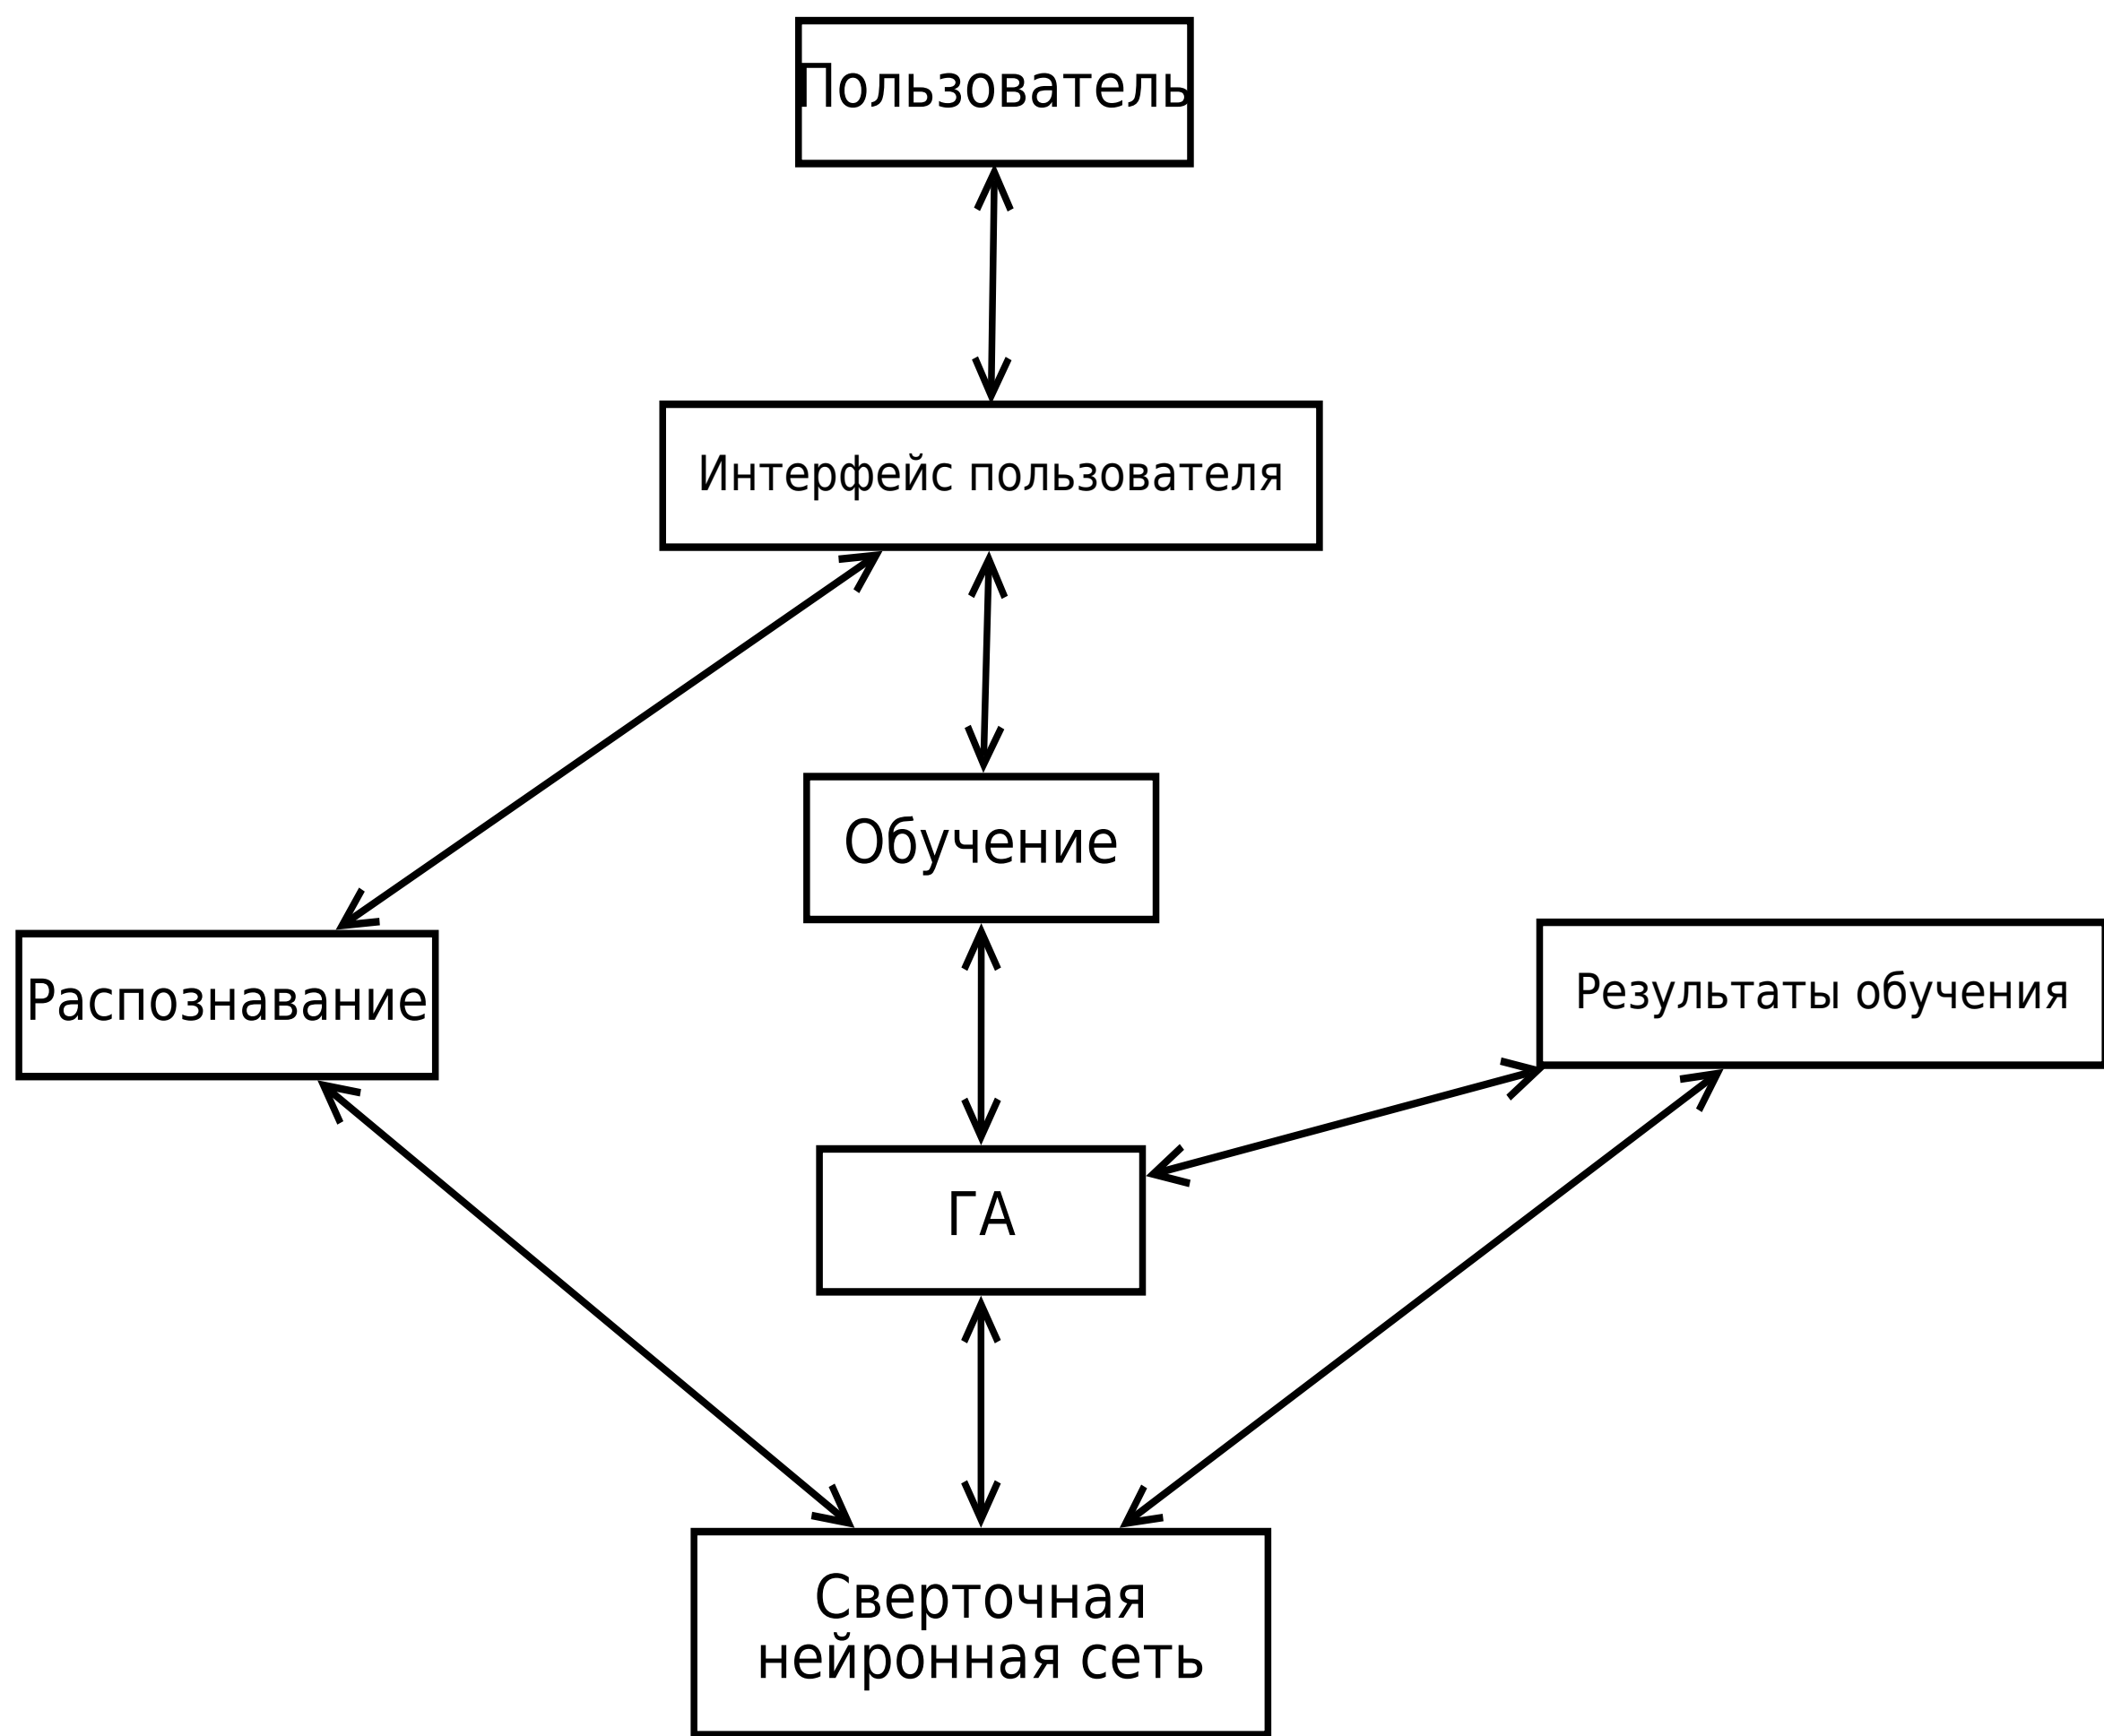 Пользователь
Интерфейс пользователя
Обучение
Распознавание
Результаты обучения
ГА
Сверточная
нейронная сеть